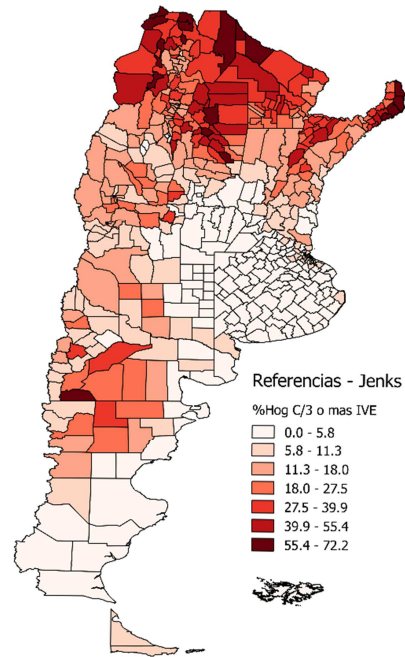 Referencias - Jenks
%Hog C/3 o mas IVE
0.0 - 5.8
5.8 - 11.3
11.3 - 18.0
18.0 - 27.5
27.5 - 39.9
39.9 - 55.4
55.4 - 72.2